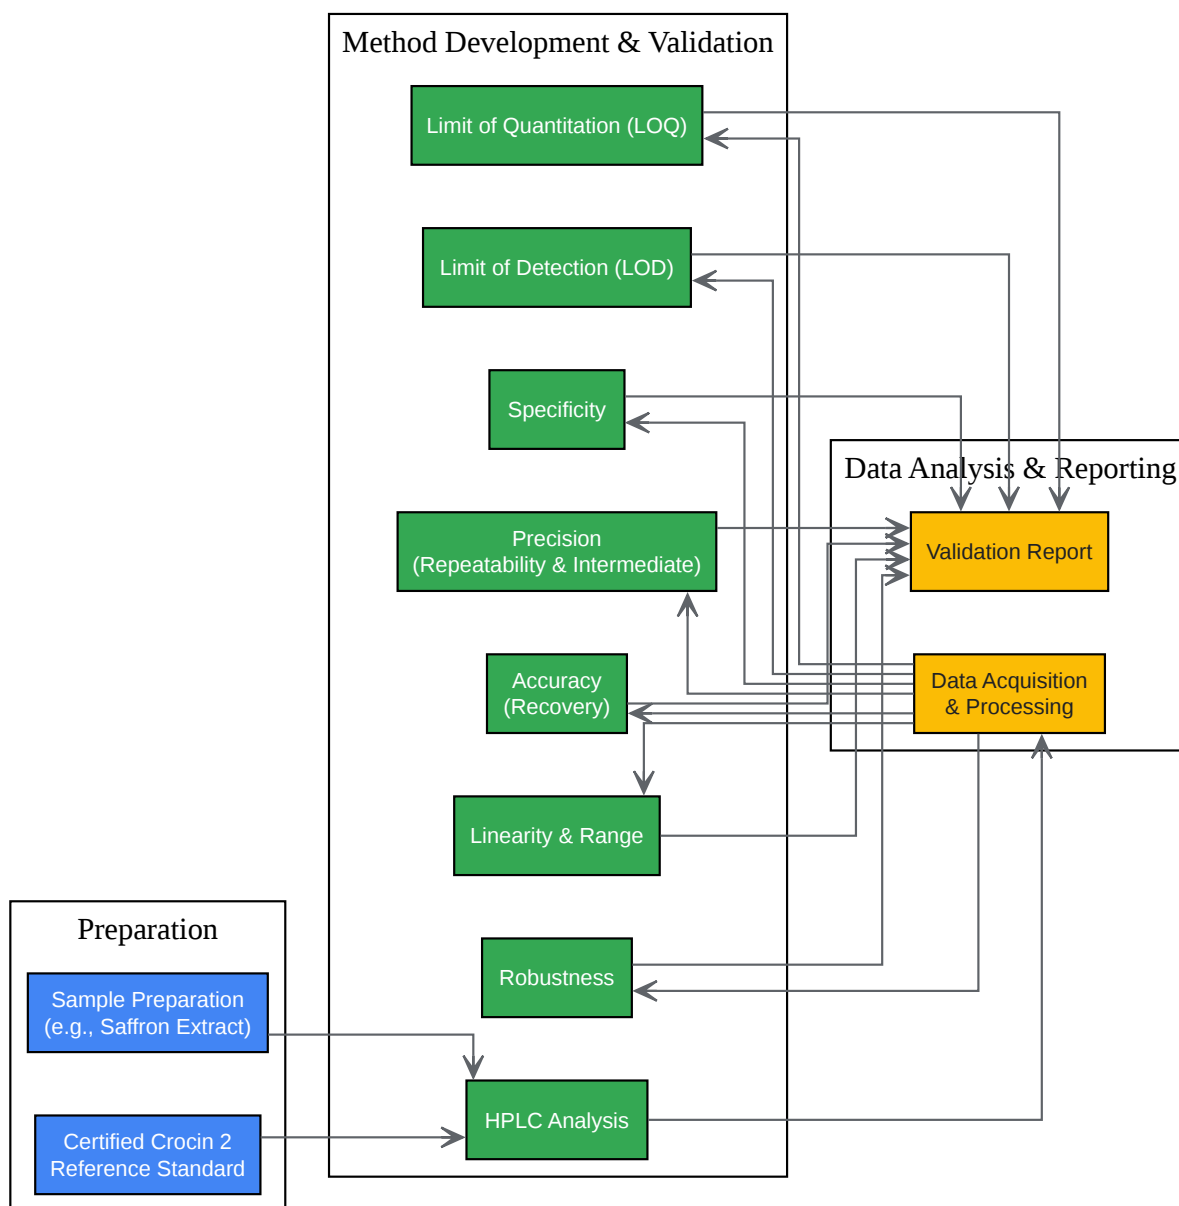 Method Development & Validation
Limit of Quantitation (LOQ)
Limit of Detection (LOD)
Specificity
Precision
(Repeatability & Intermediate)
Accuracy
(Recovery)
Linearity & Range
Robustness
HPLC Analysis
Data Analysis & Reporting
Validation Report
Data Acquisition
& Processing
Preparation
Sample Preparation
(e.g., Saffron Extract)
Certified Crocin 2
Reference Standard